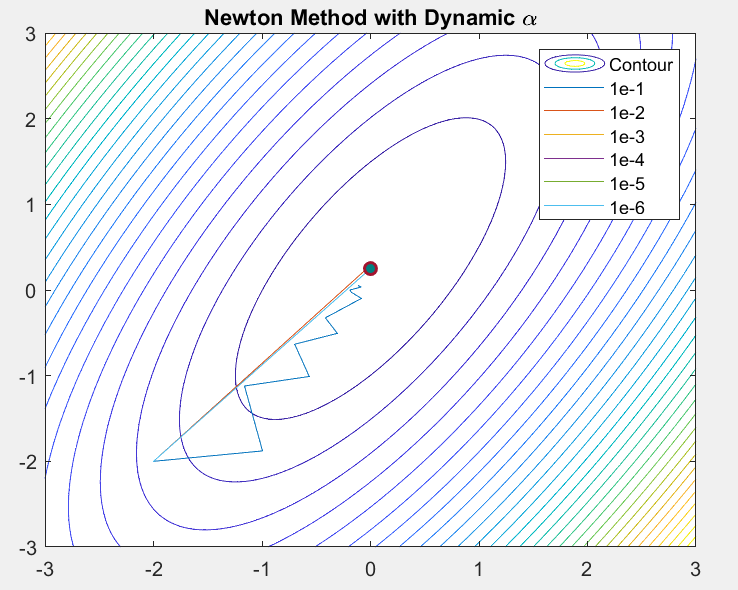 Newton Method with Dynamic α
Contour
1e-1
1e-2
1e-3
1e-4
1e-5
1e-6
3
2
1
0
-1
-2
-3
-3 -2 -1 0 1 2 3